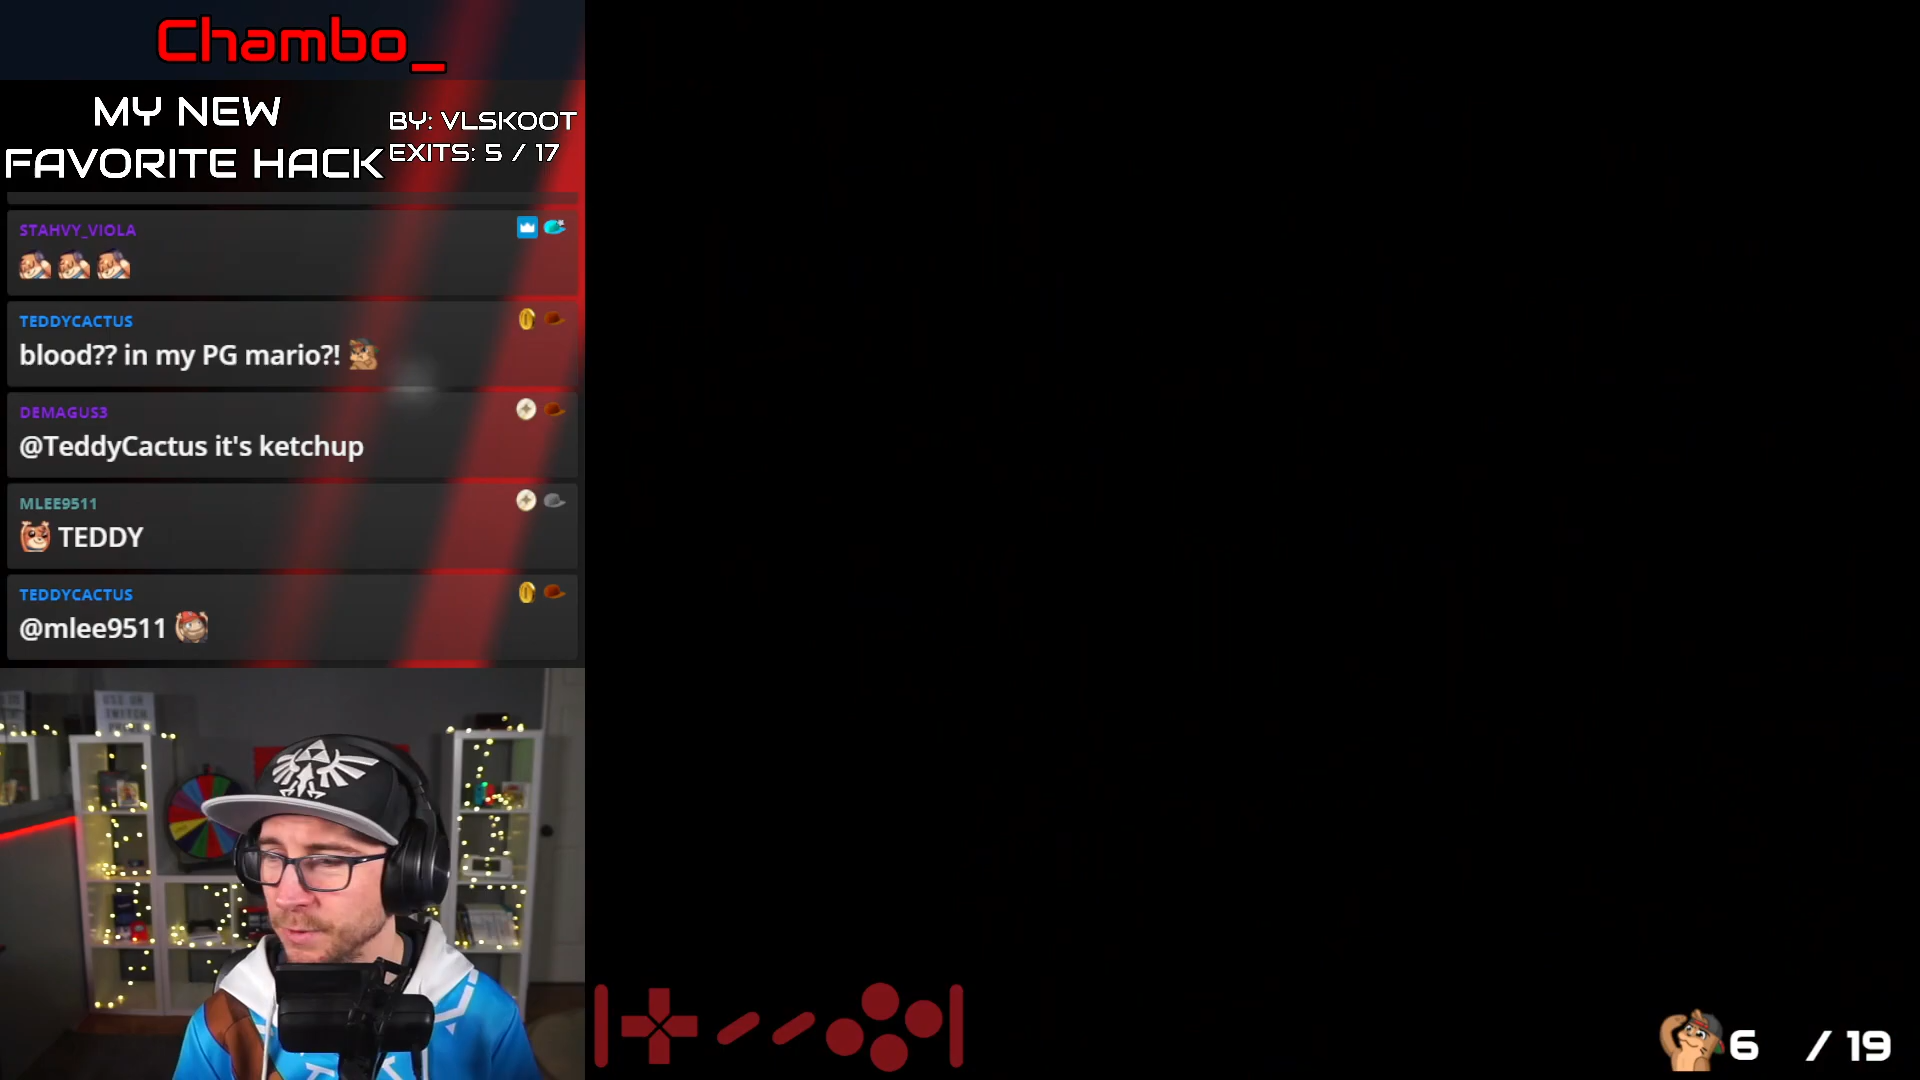 Chambo_
MY NEW
FAVORITE HACK
BY: VLSKOOT
EXITS: 5 / 17
STAHVY_VIOLA
TEDDYCACTUS
blood?? in my PG mario?!
DEMAGUS3
@TeddyCactus it's ketchup
MLEE9511
TEDDY
TEDDYCACTUS
@mlee9511
6 / 19